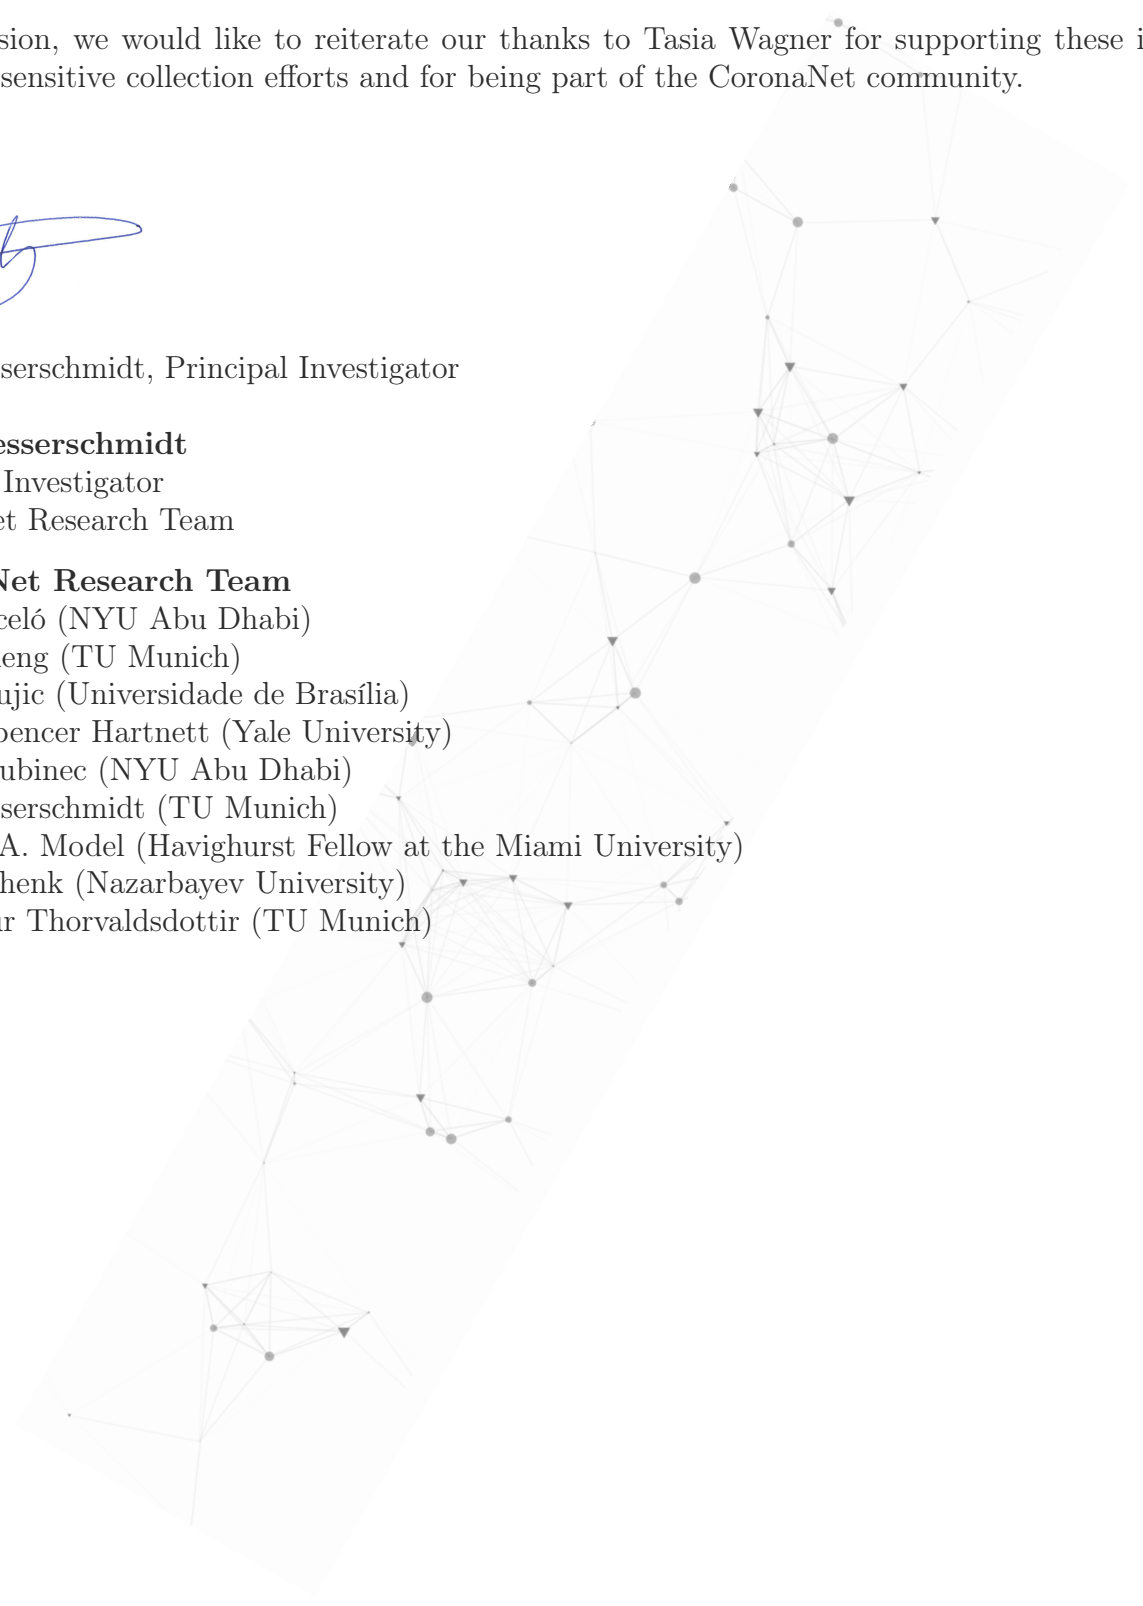 sion, we would like to reiterate our thanks to Tasia Wagner for supporting these i
sensitive collection efforts and for being part of the CoronaNet community.
sserschmidt, Principal Investigator
esserschmidt
Investigator
et Research Team
Net Research Team
celó (NYU Abu Dhabi)
eng (TU Munich)
ujic (Universidade de Brasília)
pencer Hartnett (Yale University)
ubinec (NYU Abu Dhabi)
sserschmidt (TU Munich)
A. Model (Havighurst Fellow at the Miami University)
henk (Nazarbayev University)
ur Thorvaldsdottir (TU Munich)